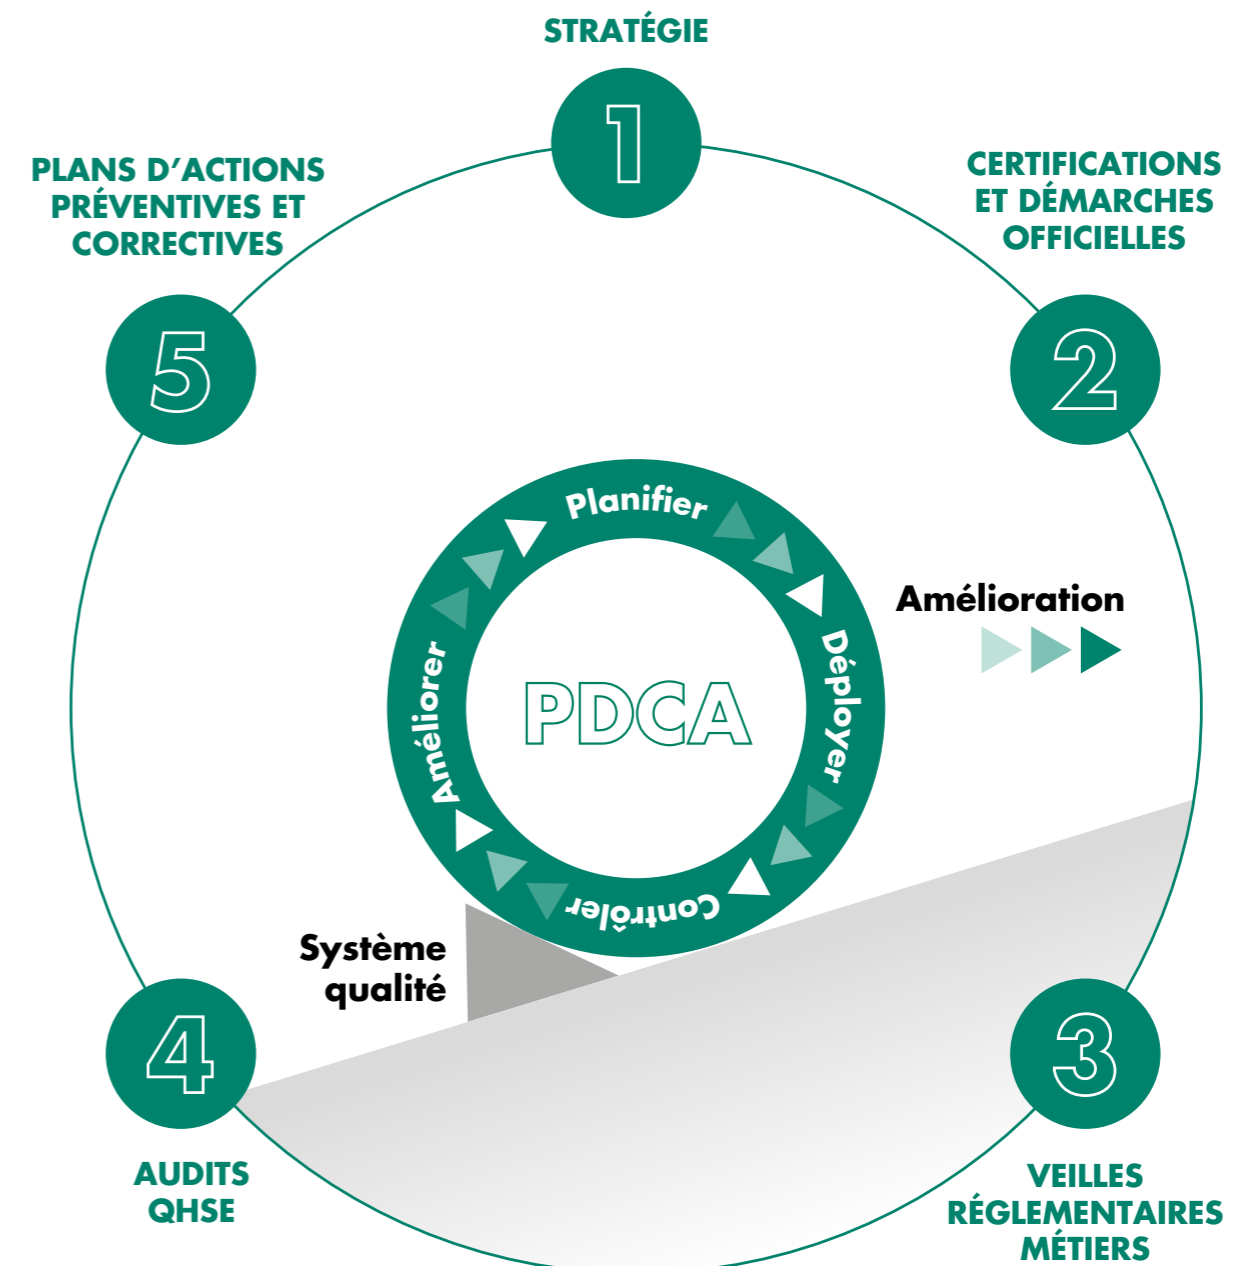 STRATÉGIE
1
CERTIFICATIONS
ET DÉMARCHES
OFFICIELLES
2
PLANS D’ACTIONS
PRÉVENTIVES ET
CORRECTIVES
5
Planifier
Déployer
Contrôler
Améliorer
PDCA
Amélioration
Système
qualité
4
AUDITS
QHSE
3
VEILLES
RÉGLEMENTAIRES
MÉTIERS